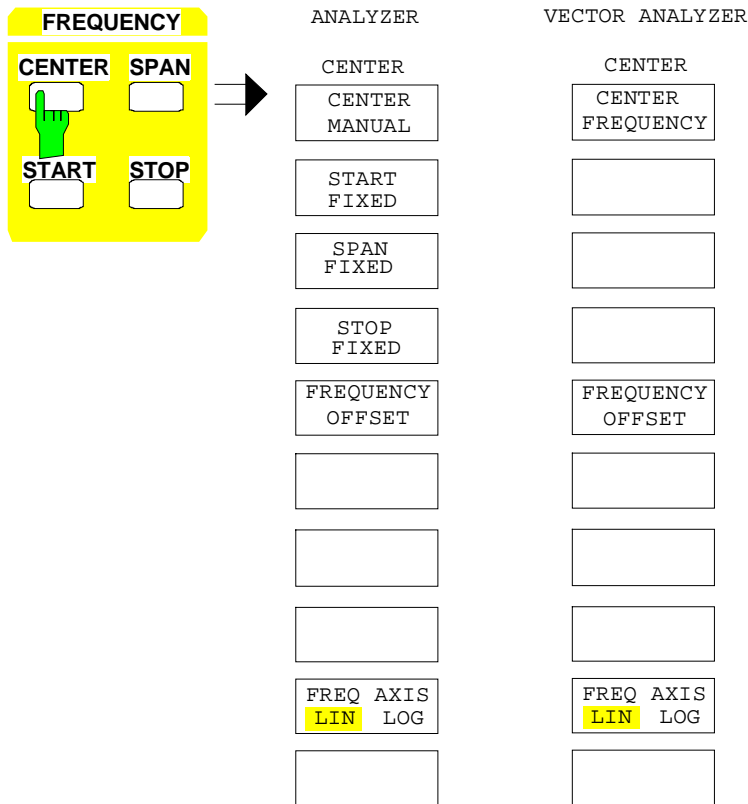 FREQUENCY
CENTER SPAN
START STOP
ANALYZER
CENTER
CENTER
MANUAL
START
FIXED
SPAN
FIXED
STOP
FIXED
FREQUENCY
OFFSET
FREQ AXIS
LIN LOG
VECTOR ANALYZER
CENTER
CENTER
FREQUENCY
FREQUENCY
OFFSET
FREQ AXIS
LIN LOG